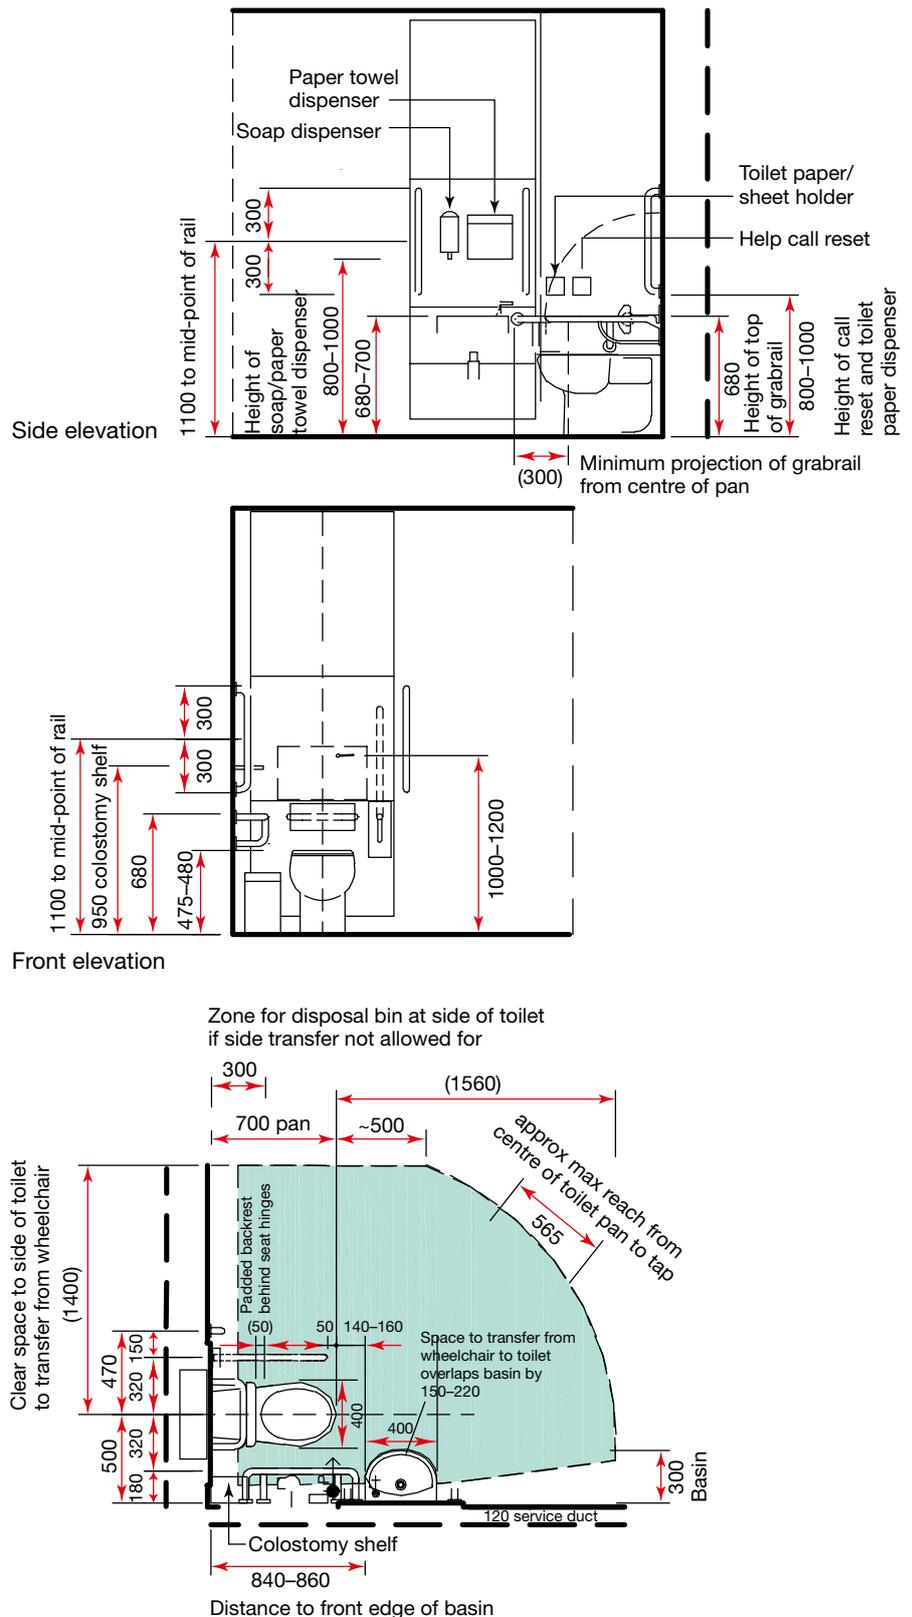 Paper towel
dispenser
Soap dispenser
Toilet paper/
sheet holder
Help call reset
300
300
1100 to mid-point of rail
Height of
soap/paper
towel dispenser
800–1000
680–700
680
Height of top
of grabrail
800–1000
Height of call
reset and toilet
paper dispenser
Side elevation
(300)
Minimum projection of grabrail
from centre of pan
300
300
1100 to mid-point of rail
950 colostomy shelf
680
475–480
1000–1200
Front elevation
Zone for disposal bin at side of toilet
if side transfer not allowed for
300
(1560)
700 pan
~500
approx max reach from
centre of toilet pan to tap
565
Clear space to side of toilet
to transfer from wheelchair
(1400)
Padded backrest
behind seat hinges
(50)
50
140–160
Space to transfer from
wheelchair to toilet
overlaps basin by
150–220
470
150
320
400
400
500
320
180
300
Basin
120 service duct
Colostomy shelf
840–860
Distance to front edge of basin